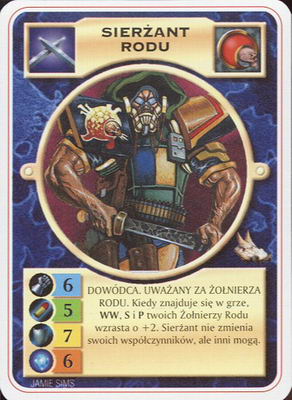 SIERŻANT
RODU
6
5
7
6
DOWÓDCA. UWAŻANY ZA ŻOŁNIERZA
RODU. Kiedy znajduje się w grze,
WW, S i P twoich Żołnierzy Rodu
wzrasta o +2. Sierżant nie zmienia
swoich współczynników, ale inni mogą.
JAMIE SIMS